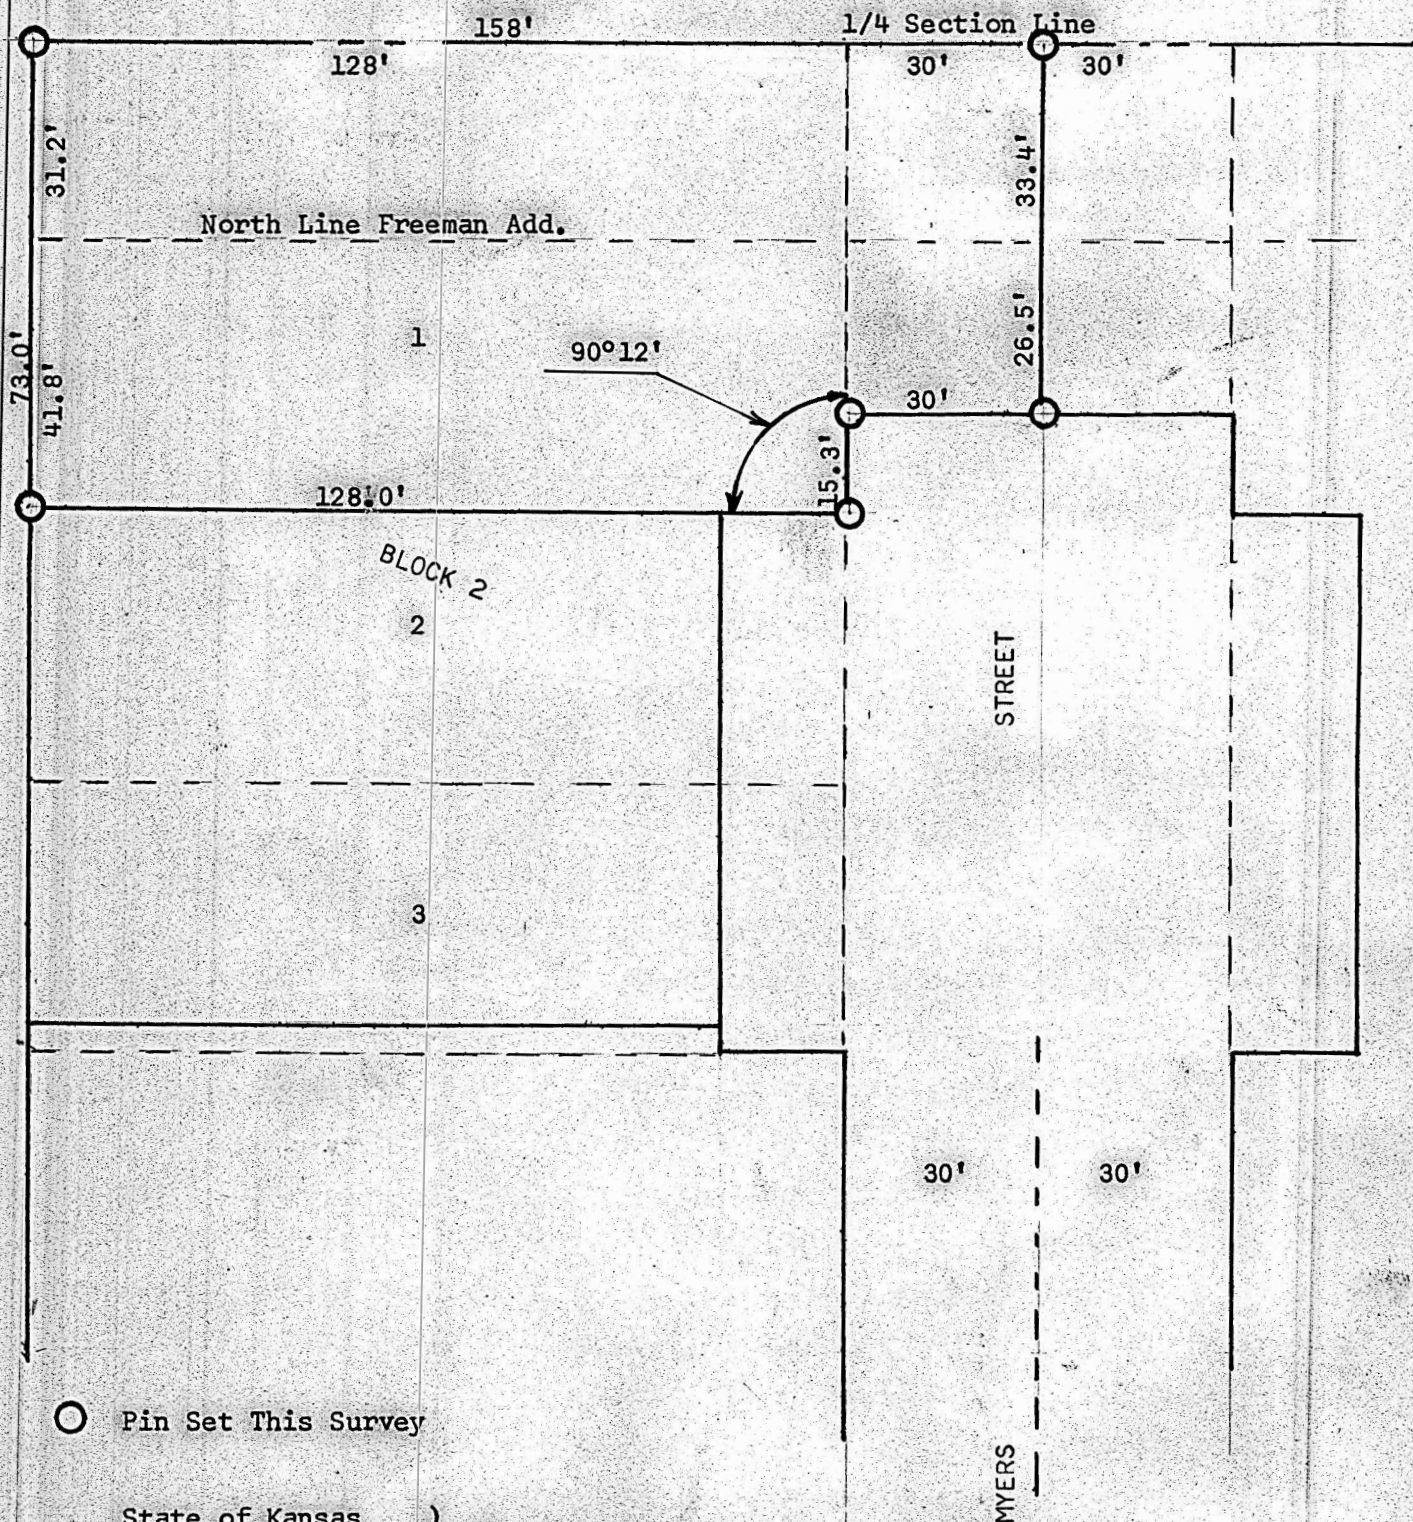 158'
1/4 Section Line
128'
30'
30'
31.2'
33.4'
North Line Freeman Add.
26.5'
1
90°12'
73.0'
41.8'
30'
15.3'
128.0'
BLOCK 2
2
STREET
3
30'
30'
Pin Set This Survey
MYERS
State of Kansas )